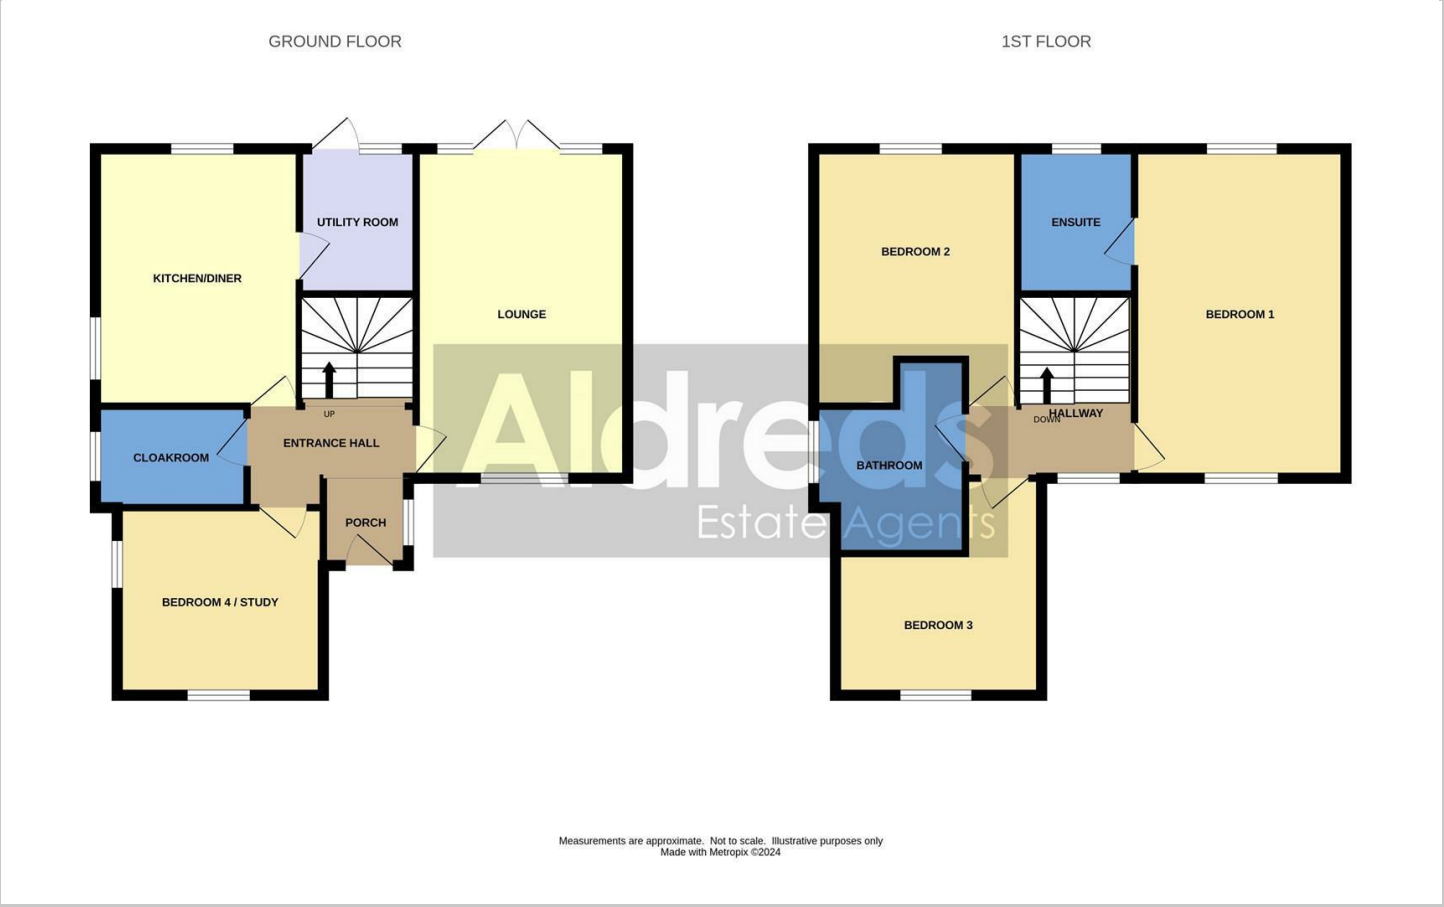 GROUND FLOOR
1ST FLOOR
UTILITY ROOM
KITCHEN/DINER
LOUNGE
UP
ENTRANCE HALL
CLOAKROOM
PORCH
BEDROOM 4 / STUDY
ENSUITE
BEDROOM 2
BEDROOM 1
HALLWAY
DOWN
BATHROOM
BEDROOM 3
Aldreds
Estate Agents
Measurements are approximate. Not to scale. Illustrative purposes only
Made with Metropix ©2024